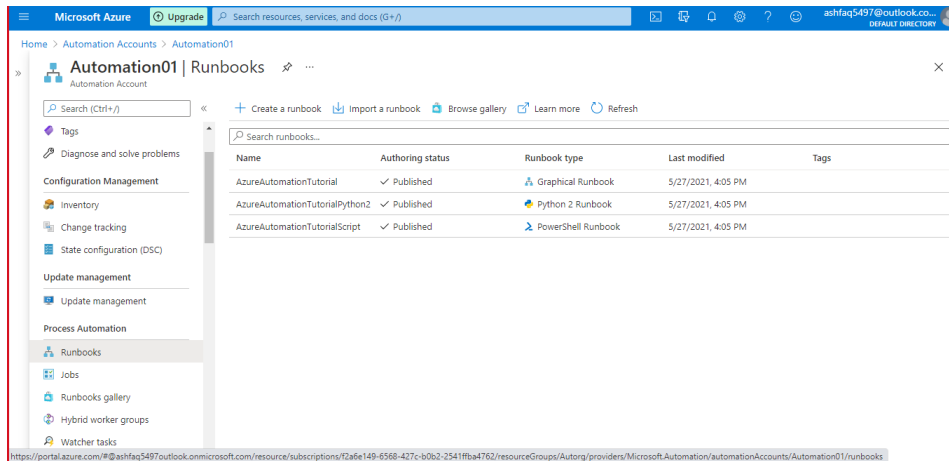 Microsoft Azure
Upgrade
Search resources, services, and docs (G+/)
ashfaq5497@outlook.co...
DEFAULT DIRECTORY
Home > Automation Accounts > Automation01
Automation01 | Runbooks
Automation Account
Search (Ctrl+/)
Tags
Diagnose and solve problems
Configuration Management
Inventory
Change tracking
State configuration (DSC)
Update management
Update management
Process Automation
Runbooks
Jobs
Runbooks gallery
Hybrid worker groups
Watcher tasks
Create a runbook Import a runbook Browse gallery Learn more Refresh
Search runbooks...
Name Authoring status Runbook type Last modified Tags
AzureAutomationTutorial Published Graphical Runbook 5/27/2021, 4:05 PM
AzureAutomationTutorialPython2 Published Python 2 Runbook 5/27/2021, 4:05 PM
AzureAutomationTutorialScript Published PowerShell Runbook 5/27/2021, 4:05 PM
https://portal.azure.com/#@ashfaq5497outlook.onmicrosoft.com/resource/subscriptions/f2a6e149-6568-427c-b0b2-2541ffba4762/resourceGroups/Autorg/providers/Microsoft.Automation/automationAccounts/Automation01/runbooks